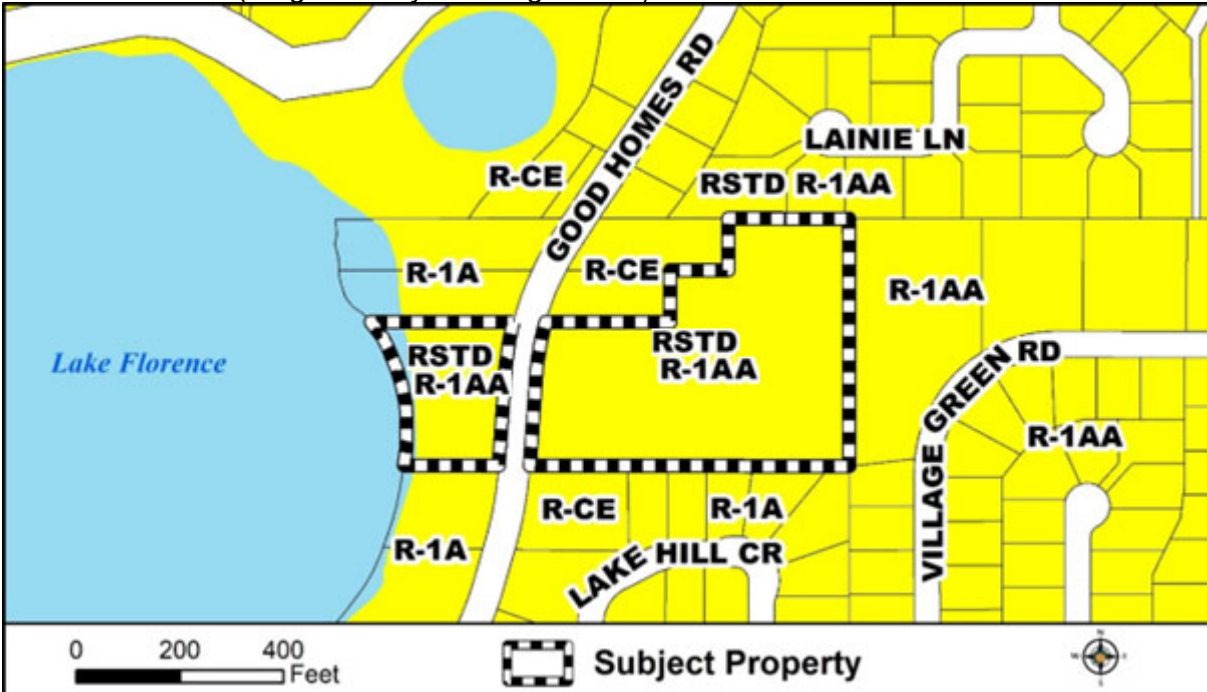 LAINIE LN
R-CE
RSTD R-1AA
GOOD HOMES RD
R-1A
R-CE
R-1AA
RSTD
R-1AA
RSTD
R-1AA
Lake Florence
VILLAGE GREEN RD
R-1AA
R-CE
R-1A
R-1A
LAKE HILL CR
0 200 400
Feet
Subject Property
N
W E
S